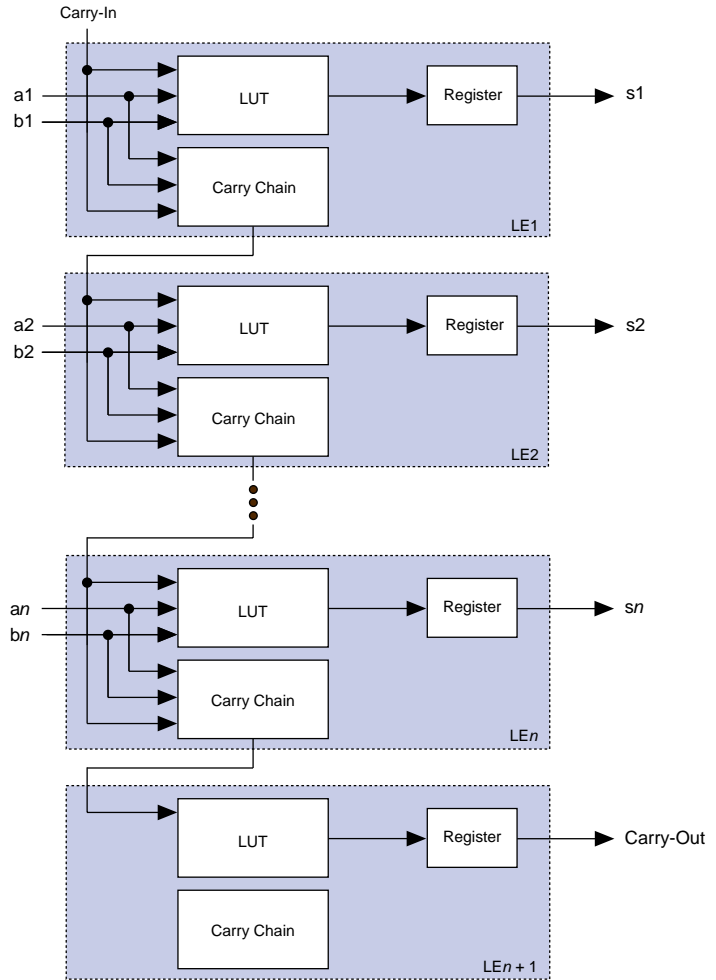 Carry-In
a1
b1
LUT
Register
s1
Carry Chain
LE1
a2
b2
LUT
Register
s2
Carry Chain
LE2
an
bn
LUT
Register
sn
Carry Chain
LEn
LUT
Register
Carry-Out
Carry Chain
LEn + 1